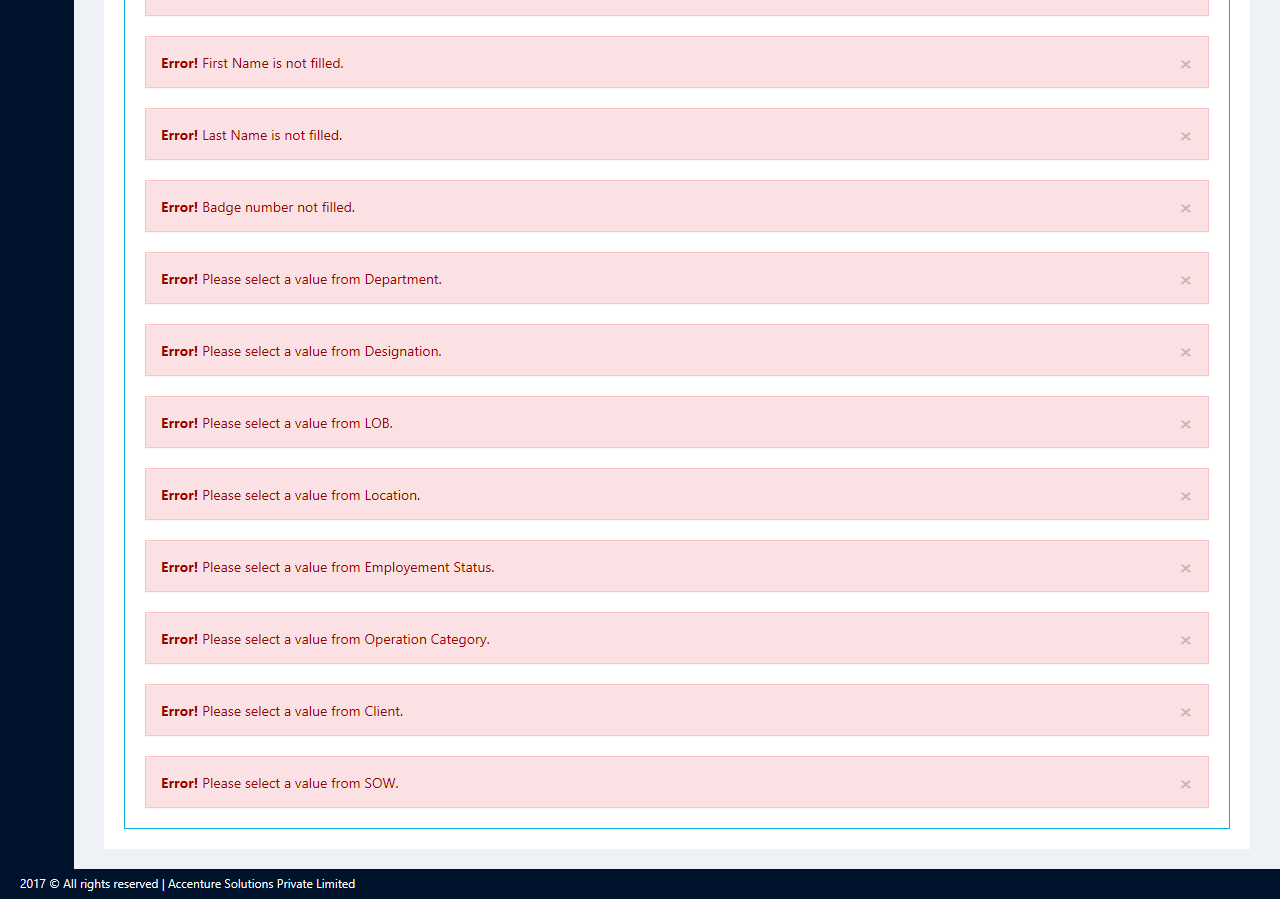 Error! First Name is not filled. ×
Error! Last Name is not filled. ×
Error! Badge number not filled. ×
Error! Please select a value from Department. ×
Error! Please select a value from Designation. ×
Error! Please select a value from LOB. ×
Error! Please select a value from Location. ×
Error! Please select a value from Employement Status. ×
Error! Please select a value from Operation Category. ×
Error! Please select a value from Client. ×
Error! Please select a value from SOW. ×
2017 © All rights reserved | Accenture Solutions Private Limited